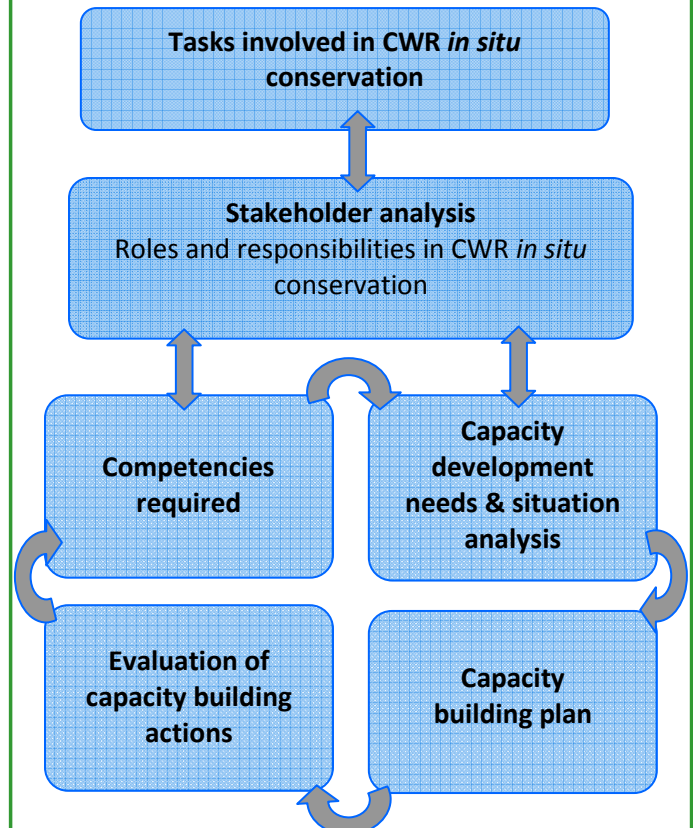 Tasks involved in CWR in situ
conservation
Stakeholder analysis
Roles and responsibilities in CWR in situ
conservation
Competencies
required
Capacity
development
needs & situation
analysis
Evaluation of
capacity building
actions
Capacity
building plan